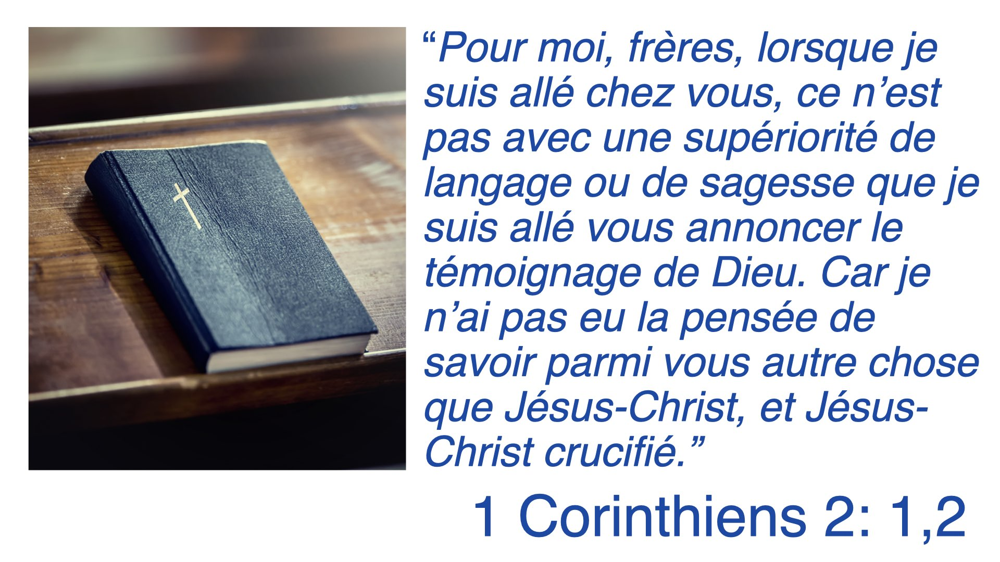 “Pour moi, frères, lorsque je
suis allé chez vous, ce n’est
pas avec une supériorité de
langage ou de sagesse que je
suis allé vous annoncer le
témoignage de Dieu. Car je
n’ai pas eu la pensée de
savoir parmi vous autre chose
que Jésus-Christ, et Jésus-
Christ crucifié.”
1 Corinthiens 2: 1,2